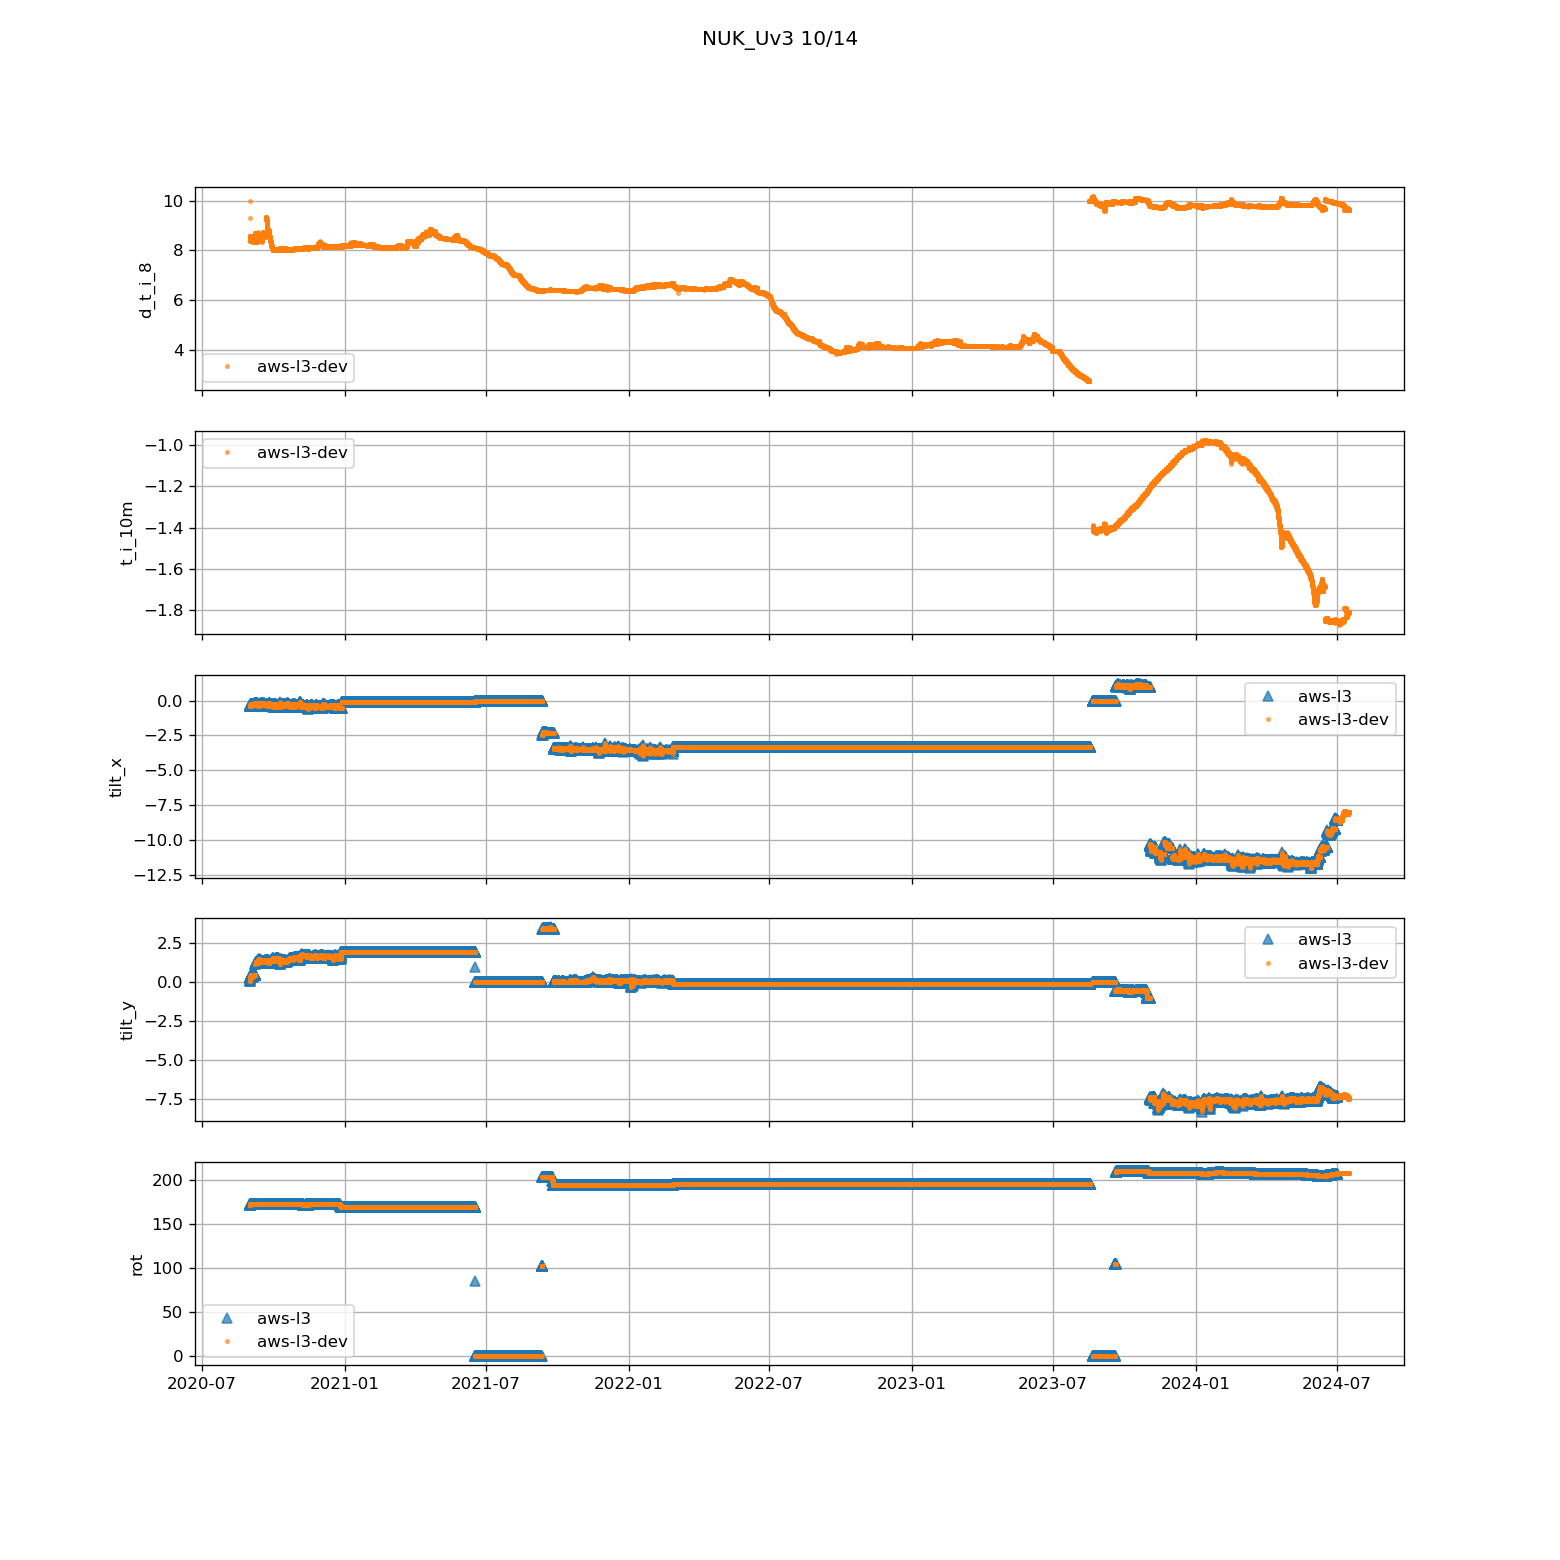 NUK_Uv3 10/14
10
8
6
4
d_t_i_8
aws-l3-dev
−1.0
−1.2
−1.4
−1.6
−1.8
t_i_10m
aws-l3-dev
0.0
−2.5
−5.0
−7.5
−10.0
−12.5
tilt_x
aws-l3
aws-l3-dev
2.5
0.0
−2.5
−5.0
−7.5
tilt_y
aws-l3
aws-l3-dev
200
150
100
50
0
rot
aws-l3
aws-l3-dev
2020-07 2021-01 2021-07 2022-01 2022-07 2023-01 2023-07 2024-01 2024-07